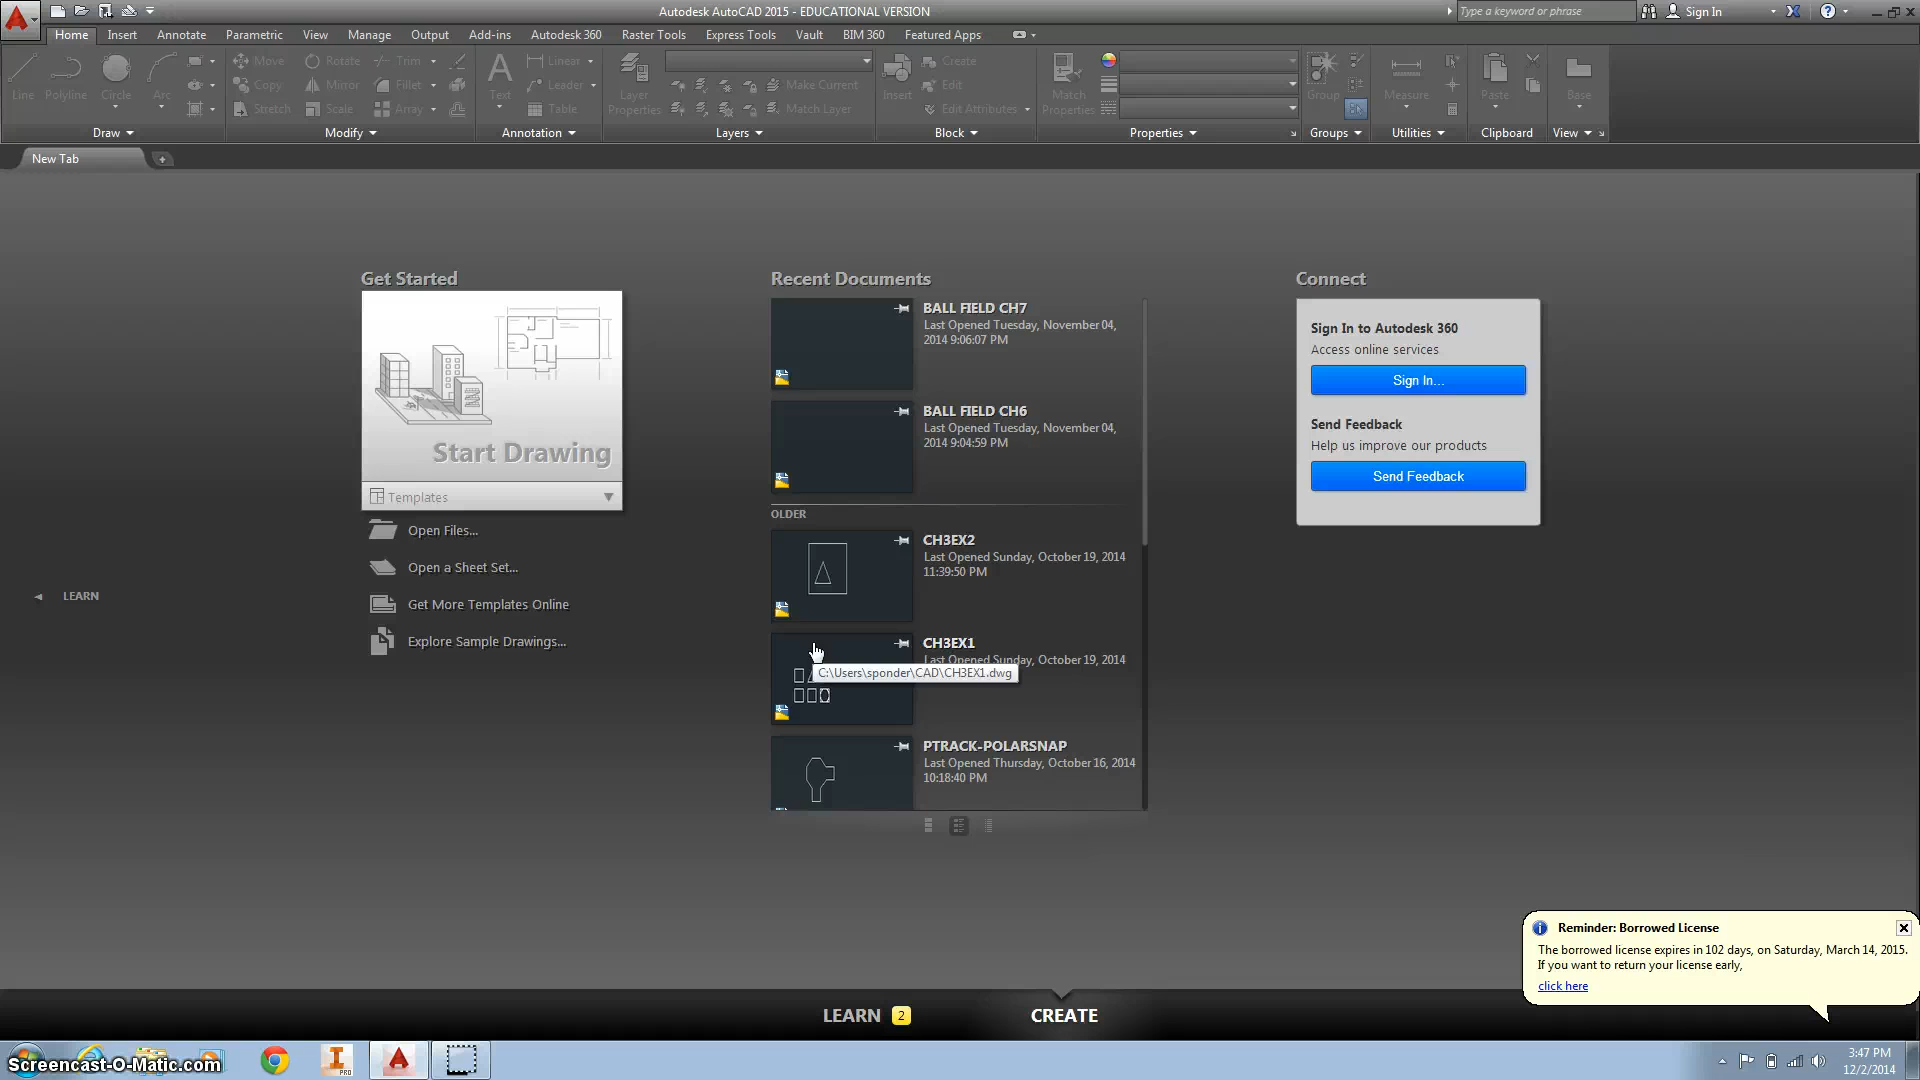 Autodesk AutoCAD 2015 - EDUCATIONAL VERSION
Type a keyword or phrase
Sign In
Home Insert Annotate Parametric View Manage Output Add-ins Autodesk 360 Raster Tools Express Tools Vault BIM 360 Featured Apps
Line Polyline Circle Arc
Move Rotate Trim
Copy Mirror Fillet
Stretch Scale Array
Text Linear
Leader
Table
Layer Properties
Make Current
Match Layer
Insert
Create
Edit
Edit Attributes
Match Properties
Group
Measure
Paste
Base
Draw Modify Annotation Layers Block Properties Groups Utilities Clipboard View
New Tab
Get Started
Start Drawing
Templates
Open Files...
Open a Sheet Set...
Get More Templates Online
Explore Sample Drawings...
LEARN
Recent Documents
BALL FIELD CH7
Last Opened Tuesday, November 04,
2014 9:06:07 PM
BALL FIELD CH6
Last Opened Tuesday, November 04,
2014 9:04:59 PM
OLDER
CH3EX2
Last Opened Sunday, October 19, 2014
11:39:50 PM
CH3EX1
Last Opened Sunday, October 19, 2014
C:\Users\sponder\CAD\CH3EX1.dwg
PTRACK-POLARSNAP
Last Opened Thursday, October 16, 2014
10:18:40 PM
Connect
Sign In to Autodesk 360
Access online services
Sign In...
Send Feedback
Help us improve our products
Send Feedback
Reminder: Borrowed License
The borrowed license expires in 102 days, on Saturday, March 14, 2015.
If you want to return your license early,
click here
LEARN 2
CREATE
Screencast-O-Matic.com
PRO
3:47 PM
12/2/2014